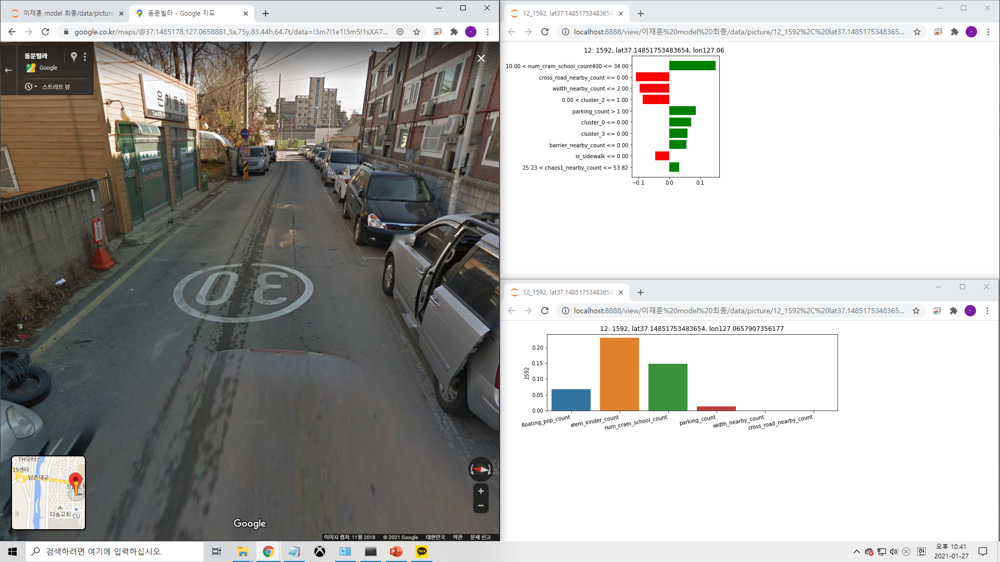 이재훈 model 최종/data/picture
동문빌라 - Google 지도
google.co.kr/maps/@37.1485178,127.0658881,3a,75y,83.44h,64.7t/data=!3m7!1e1!3m5!1sXA7...
동문빌라
Google
스트리트 뷰
은기폴딩
30
TH모터스
19센타
남촌대교
다솜교회
CU
Google
이미지 캡처: 11월 2018 © 2021 Google 대한민국 약관 문제 신고
12_1592, lat37.14851753483654
localhost:8888/view/이재훈%20model%20최종/data/picture/12_1592%2C%20lat37.1485175348365...
12: 1592, lat37.14851753483654, lon127.06
10.00 < num_cram_school_count400 <= 34.00
cross_road_nearby_count <= 0.00
width_nearby_count <= 2.00
0.00 < cluster_2 <= 1.00
parking_count > 1.00
cluster_0 <= 0.00
cluster_3 <= 0.00
barrier_nearby_count <= 0.00
is_sidewalk <= 0.00
25.23 < chaos1_nearby_count <= 53.82
−0.1 0.0 0.1
12_1592, lat37.14851753483654
localhost:8888/view/이재훈%20model%20최종/data/picture/12_1592%2C%20lat37.1485175348365...
12: 1592, lat37.14851753483654, lon127.0657907356177
0.20
0.15
0.10
0.05
0.00
1592
floating_pop_count
elem_kinder_count
num_cram_school_count
parking_count
width_nearby_count
cross_road_nearby_count
검색하려면 여기에 입력하십시오.
TALK
한
오후 10:41
2021-01-27